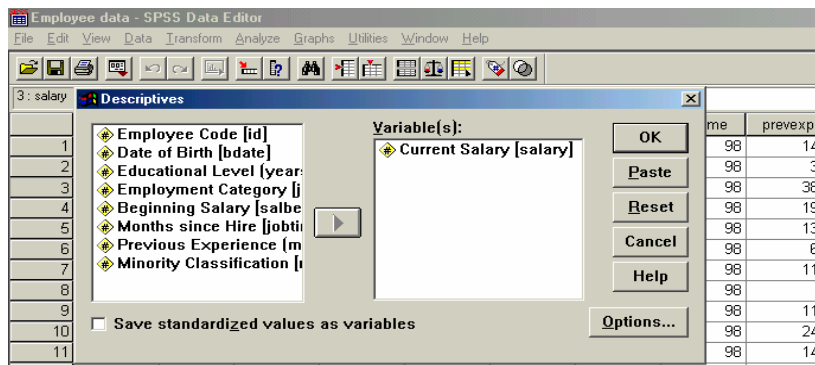 Employee data - SPSS Data Editor
File Edit View Data Transform Analyze Graphs Utilities Window Help
3 : salary
Descriptives
Employee Code [id]
Date of Birth [bdate]
Educational Level (year
Employment Category [j
Beginning Salary [salbe
Months since Hire [jobti
Previous Experience (m
Minority Classification [
Variable(s):
Current Salary [salary]
OK
Paste
Reset
Cancel
Help
Options...
Save standardized values as variables
me prevexp
1 98 14
2 98 3
3 98 38
4 98 19
5 98 13
6 98 6
7 98 11
8 98
9 98 11
10 98 24
11 98 14